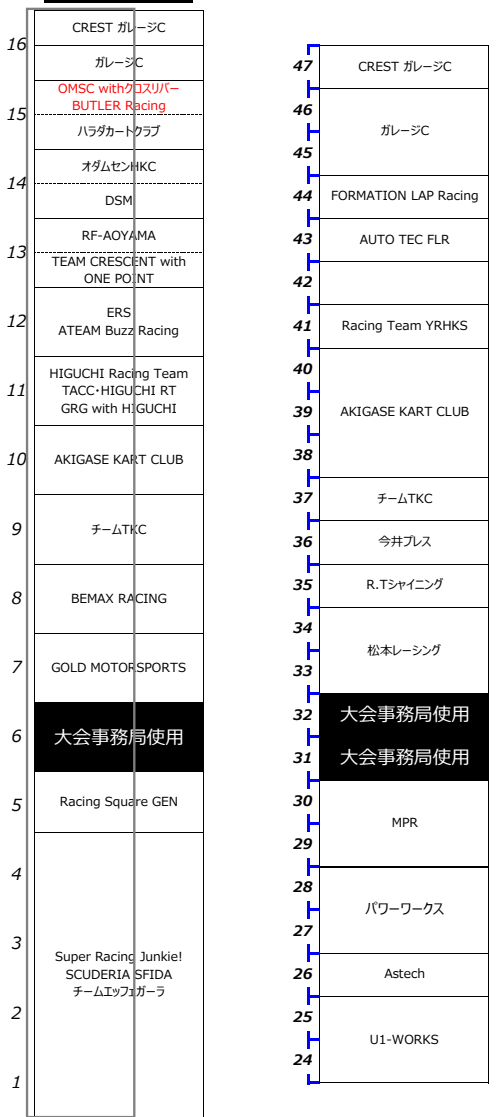 16
CREST ガレージC
ガレージC
15
OMSC withクロスリバー
BUTLER Racing
ハラダカートクラブ
14
オダムセンHKC
DSM
13
RF-AOYAMA
TEAM CRESCENT with
ONE POINT
12
ERS
ATEAM Buzz Racing
11
HIGUCHI Racing Team
TACC・HIGUCHI RT
GRG with HIGUCHI
10
AKIGASE KART CLUB
9
チームTKC
8
BEMAX RACING
7
GOLD MOTORSPORTS
6
大会事務局使用
5
Racing Square GEN
4
3
Super Racing Junkie!
SCUDERIA SFIDA
チームエッフェガーラ
2
1
47
CREST ガレージC
46
ガレージC
45
44
FORMATION LAP Racing
43
AUTO TEC FLR
42
41
Racing Team YRHKS
40
39
AKIGASE KART CLUB
38
37
チームTKC
36
今井プレス
35
R.Tシャイニング
34
松本レーシング
33
32
大会事務局使用
31
大会事務局使用
30
MPR
29
28
パワーワークス
27
26
Astech
25
U1-WORKS
24